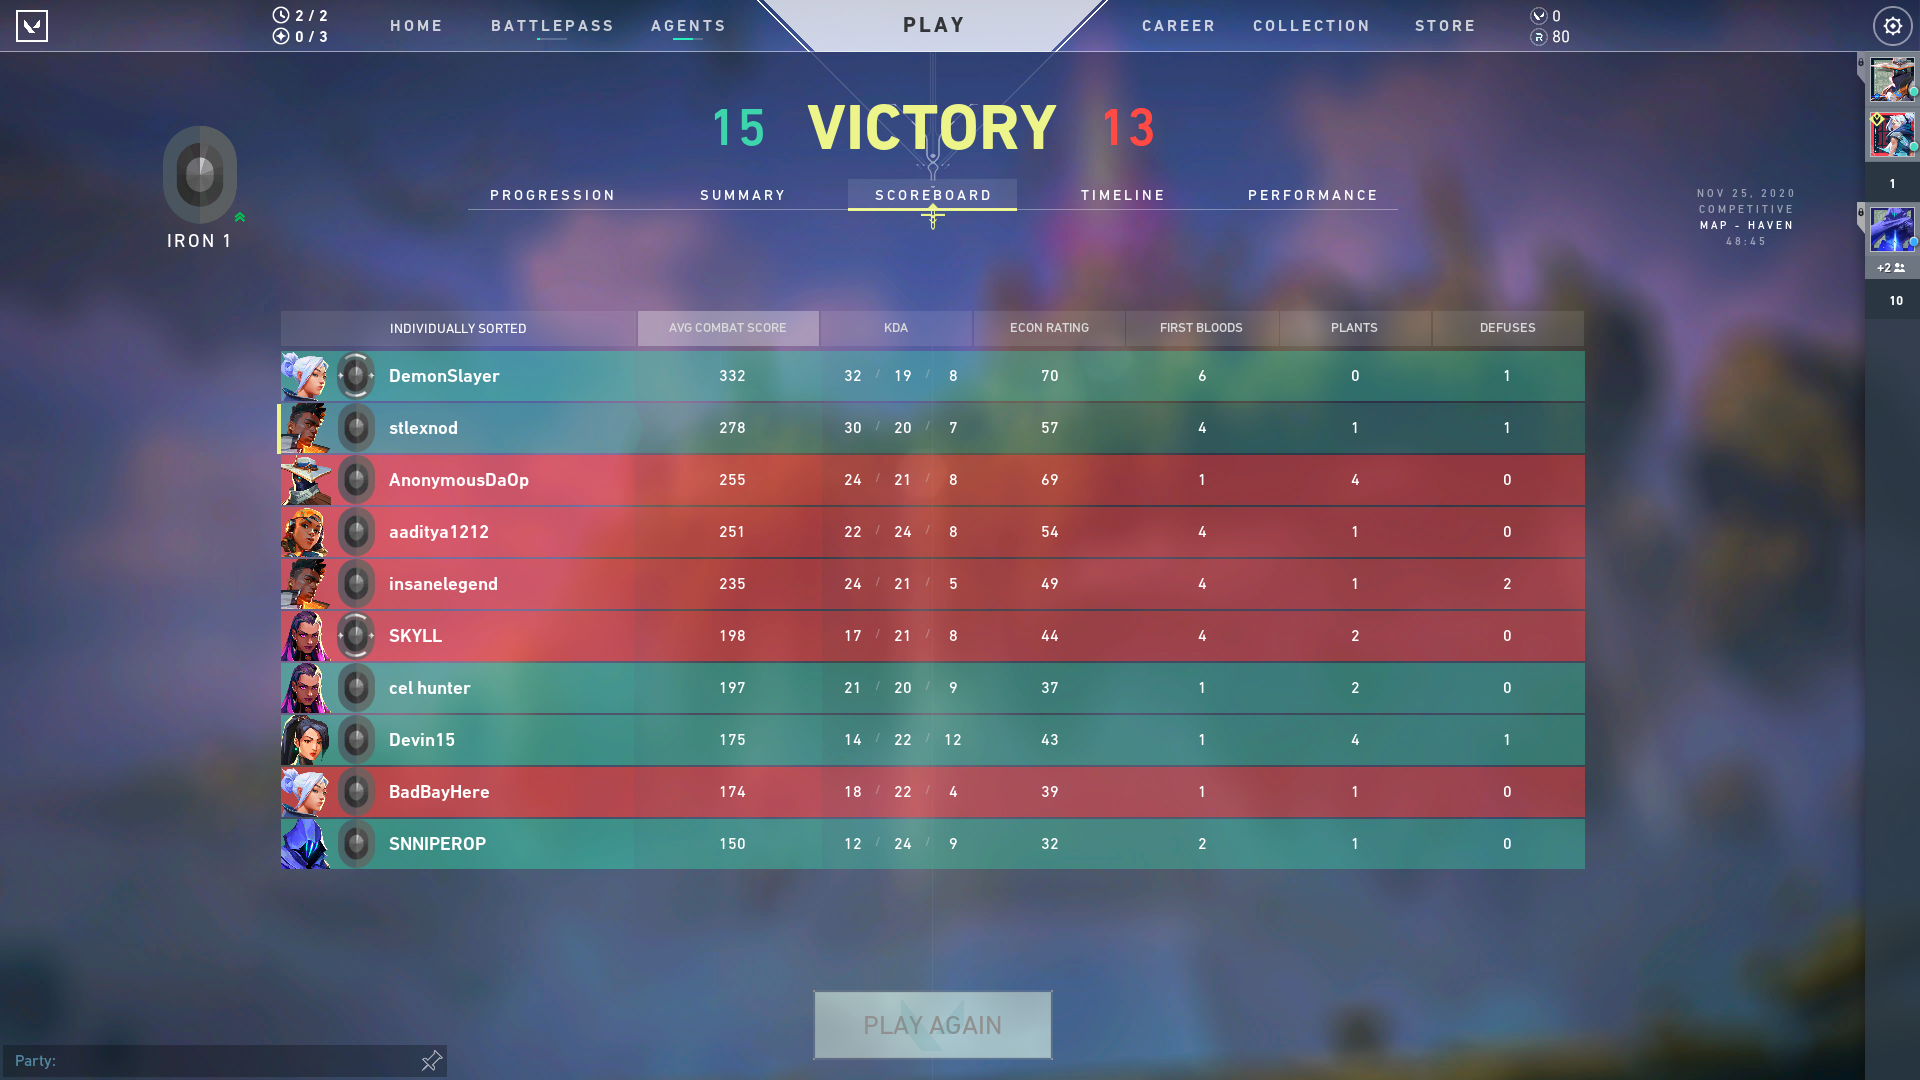 2 / 2
0 / 3
HOME BATTLEPASS AGENTS PLAY CAREER COLLECTION STORE
0
80
15 VICTORY 13
IRON 1
PROGRESSION SUMMARY SCOREBOARD TIMELINE PERFORMANCE
NOV 25, 2020
COMPETITIVE
MAP - HAVEN
48:45
1
+2
10
INDIVIDUALLY SORTED AVG COMBAT SCORE KDA ECON RATING FIRST BLOODS PLANTS DEFUSES
DemonSlayer 332 32 / 19 / 8 70 6 0 1
stlexnod 278 30 / 20 / 7 57 4 1 1
AnonymousDaOp 255 24 / 21 / 8 69 1 4 0
aaditya1212 251 22 / 24 / 8 54 4 1 0
insanelegend 235 24 / 21 / 5 49 4 1 2
SKYLL 198 17 / 21 / 8 44 4 2 0
cel hunter 197 21 / 20 / 9 37 1 2 0
Devin15 175 14 / 22 / 12 43 1 4 1
BadBayHere 174 18 / 22 / 4 39 1 1 0
SNNIPEROP 150 12 / 24 / 9 32 2 1 0
PLAY AGAIN
Party: